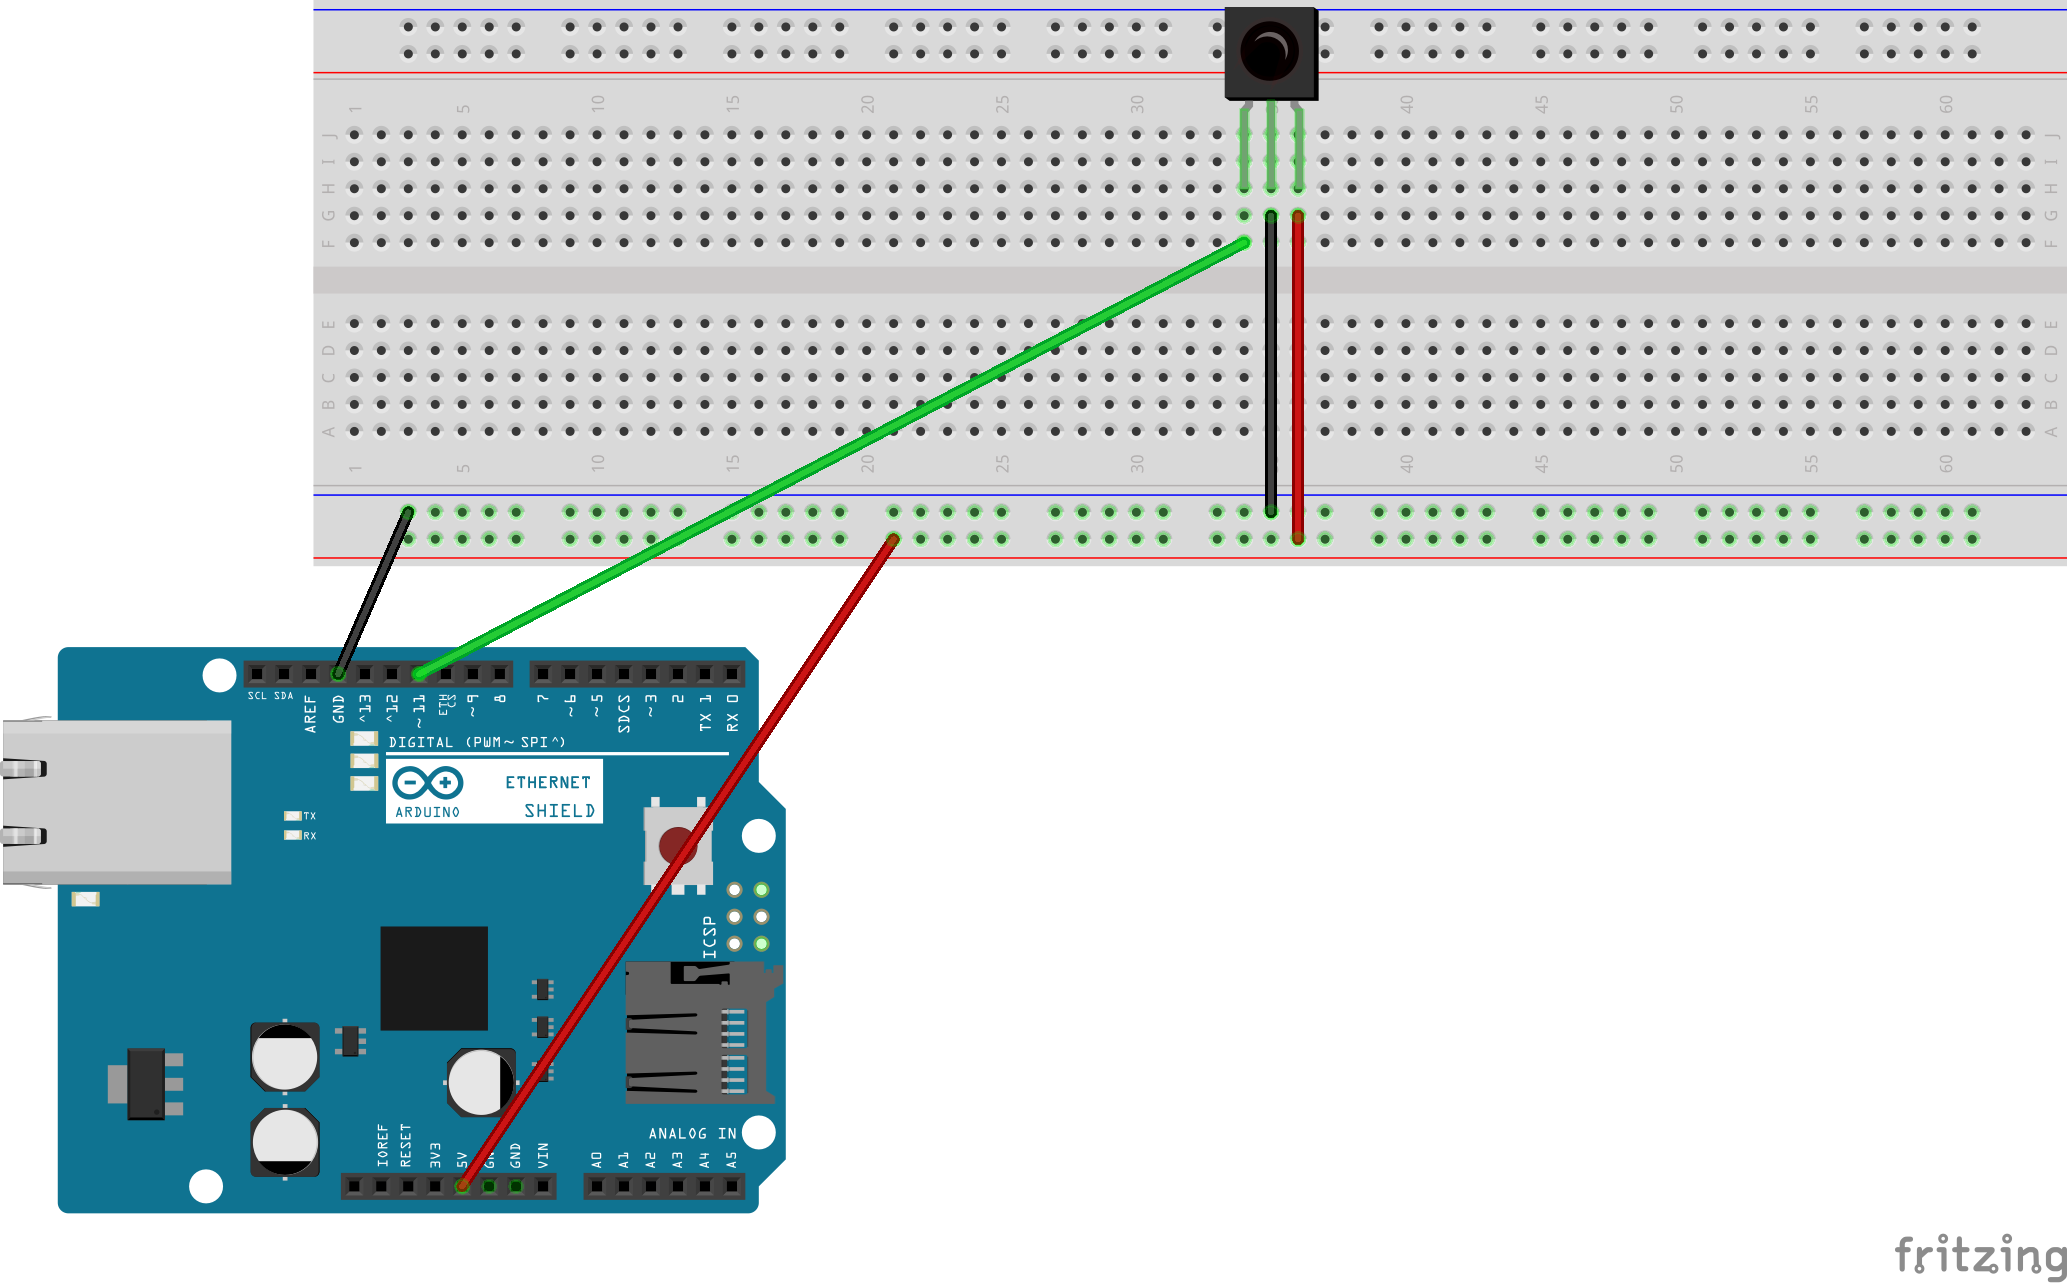 1 5 10 15 20 25 30 40 45 50 55 60
J J
I I
H H
G G
F F
E E
D D
C C
B B
A A
1 5 10 15 20 25 30 40 45 50 55 60
SCL SDA AREF GND ^13 ^12 ~11 ETH CS ~9 8 7 ~6 ~5 SDCS ~3 2 TX 1 RX 0
DIGITAL (PWM~ SPI^)
ETHERNET
ARDUINO SHIELD
TX
RX
ICSP
ANALOG IN
IOREF RESET 3V3 5V GND GND VIN A0 A1 A2 A3 A4 A5
fritzing